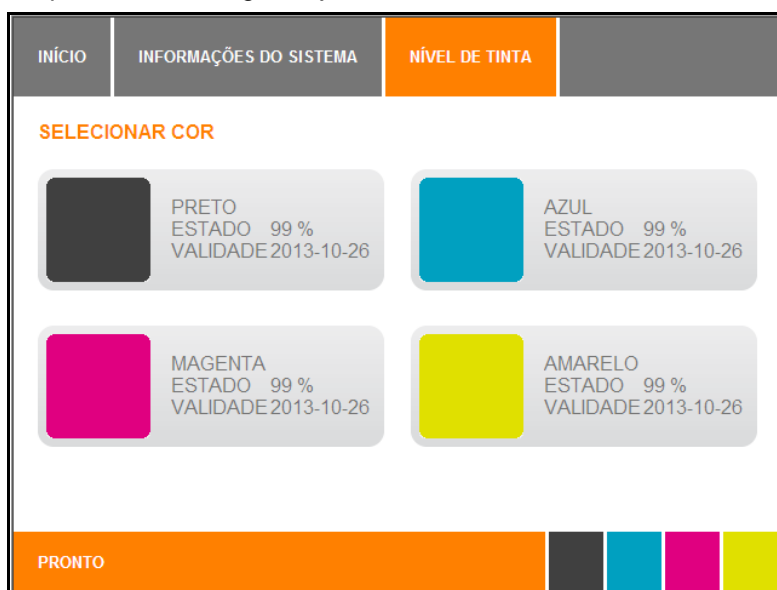 INÍCIO
INFORMAÇÕES DO SISTEMA
NÍVEL DE TINTA
SELECIONAR COR
PRETO
ESTADO 99 %
VALIDADE 2013-10-26
AZUL
ESTADO 99 %
VALIDADE 2013-10-26
MAGENTA
ESTADO 99 %
VALIDADE 2013-10-26
AMARELO
ESTADO 99 %
VALIDADE 2013-10-26
PRONTO